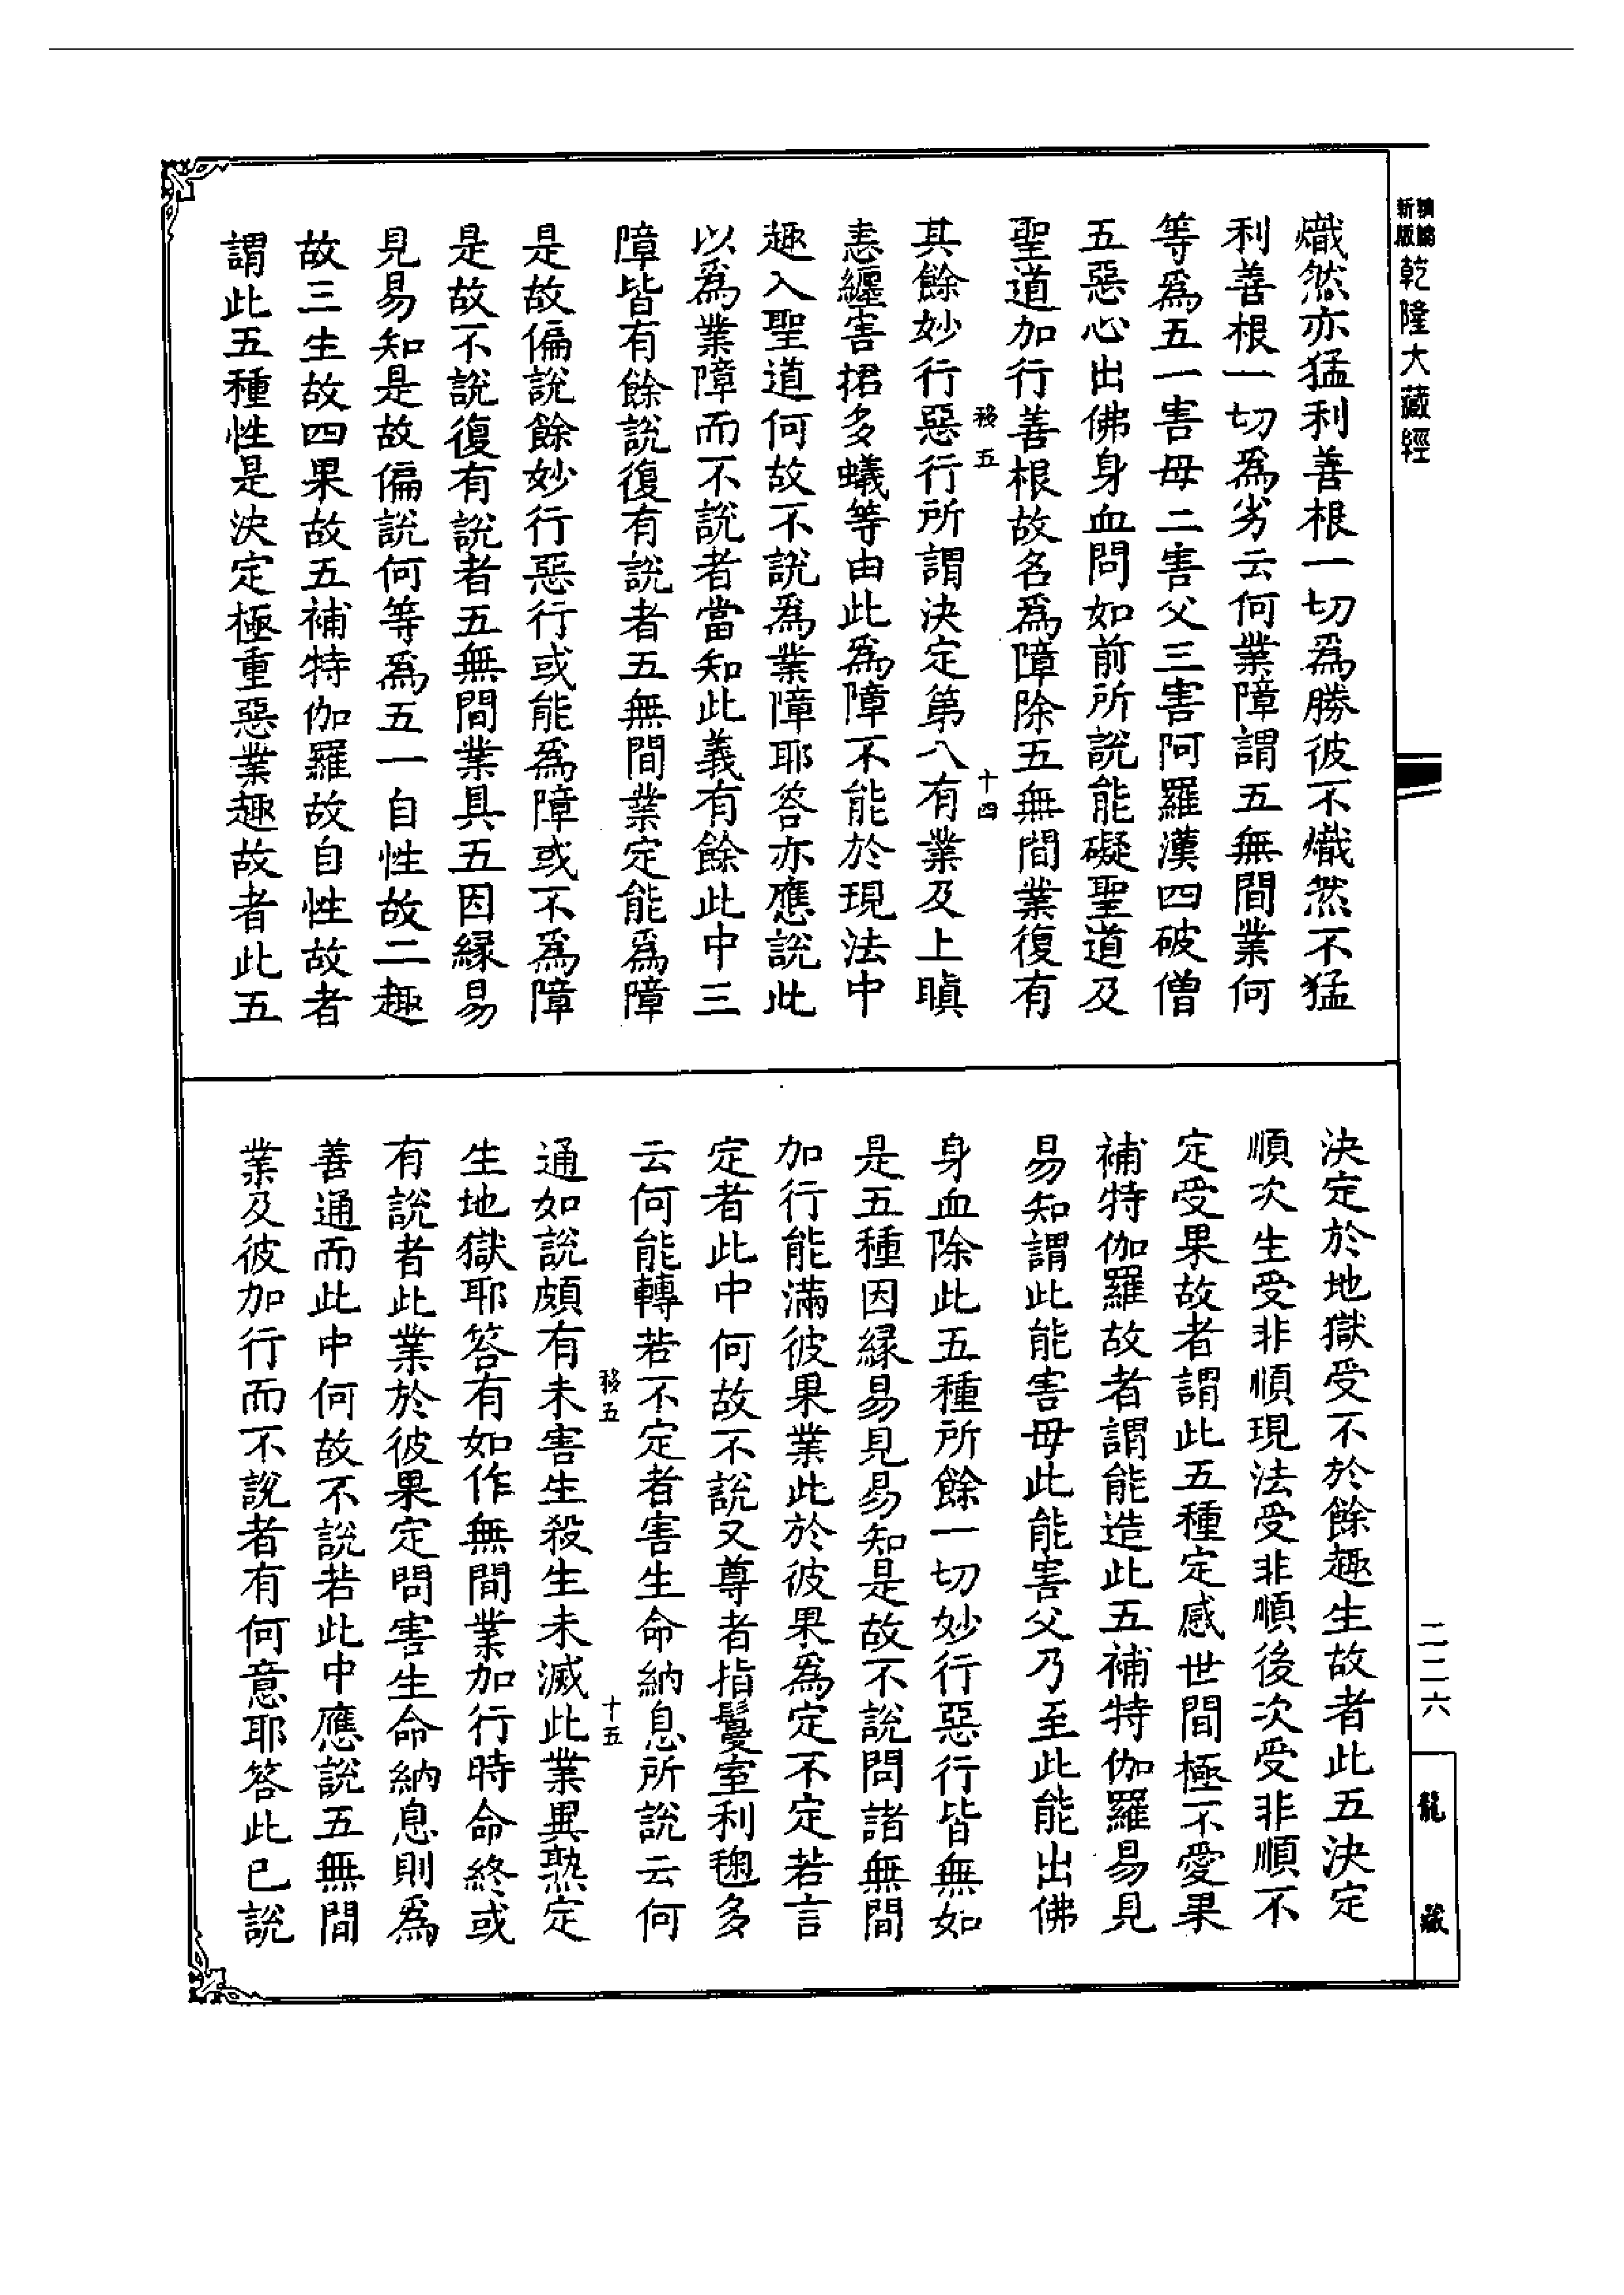 新編
新版
乾隆大藏經
熾然亦猛利善根一切爲勝彼不熾然不猛
利善根一切爲劣云何業障謂五無間業何
等爲五一害母二害父三害阿羅漢四破僧
五惡心出佛身血問如前所說能礙聖道及
聖道加行善根故名爲障除五無間業復有
移五
十四
其餘妙行惡行所謂決定第八有業及上瞋
恚纏害捃多蟻等由此爲障不能於現法中
趣入聖道何故不說爲業障耶答亦應說此
以爲業障而不說者當知此義有餘此中三
障皆有餘說復有說者五無間業定能爲障
是故偏說餘妙行惡行或能爲障或不爲障
是故不說復有說者五無間業具五因緣易
見易知是故偏說何等爲五一自性故二趣
故三生故四果故五補特伽羅故自性故者
謂此五種性是決定極重惡業趣故者此五
決定於地獄受不於餘趣生故者此五決定
順次生受非順現法受非順後次受非順不
定受果故者謂此五種定感世間極不愛果
補特伽羅故者謂能造此五補特伽羅易見
易知謂此能害母此能害父乃至此能出佛
身血除此五種所餘一切妙行惡行皆無如
是五種因緣易見易知是故不說問諸無間
加行能滿彼果業此於彼果爲定不定若言
定者此中何故不說又尊者指鬘室利毱多
云何能轉若不定者害生命納息所說云何
移五
十五
通如說頗有未害生殺生未滅此業異熟定
生地獄耶答有如作無間業加行時命終或
有說者此業於彼果定問害生命納息則爲
善通而此中何故不說若此中應說五無間
業及彼加行而不說者有何意耶答此已說
二二六
龍藏